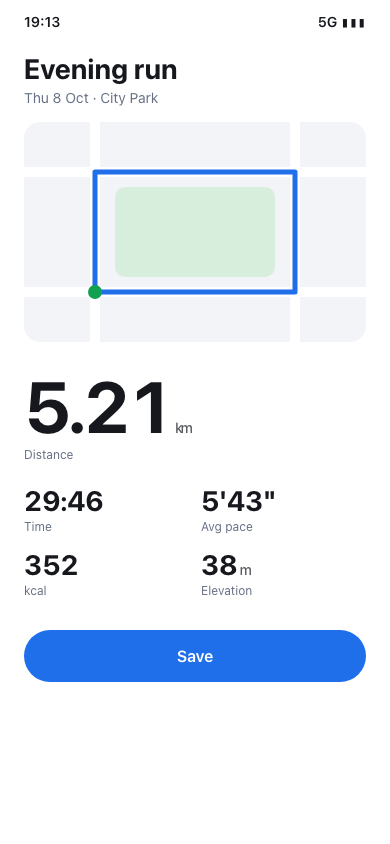 19:13 5G
Evening run
Thu 8 Oct · City Park
5.21 km
Distance
29:46 5'43"
Time Avg pace
352 38 m
kcal Elevation
Save